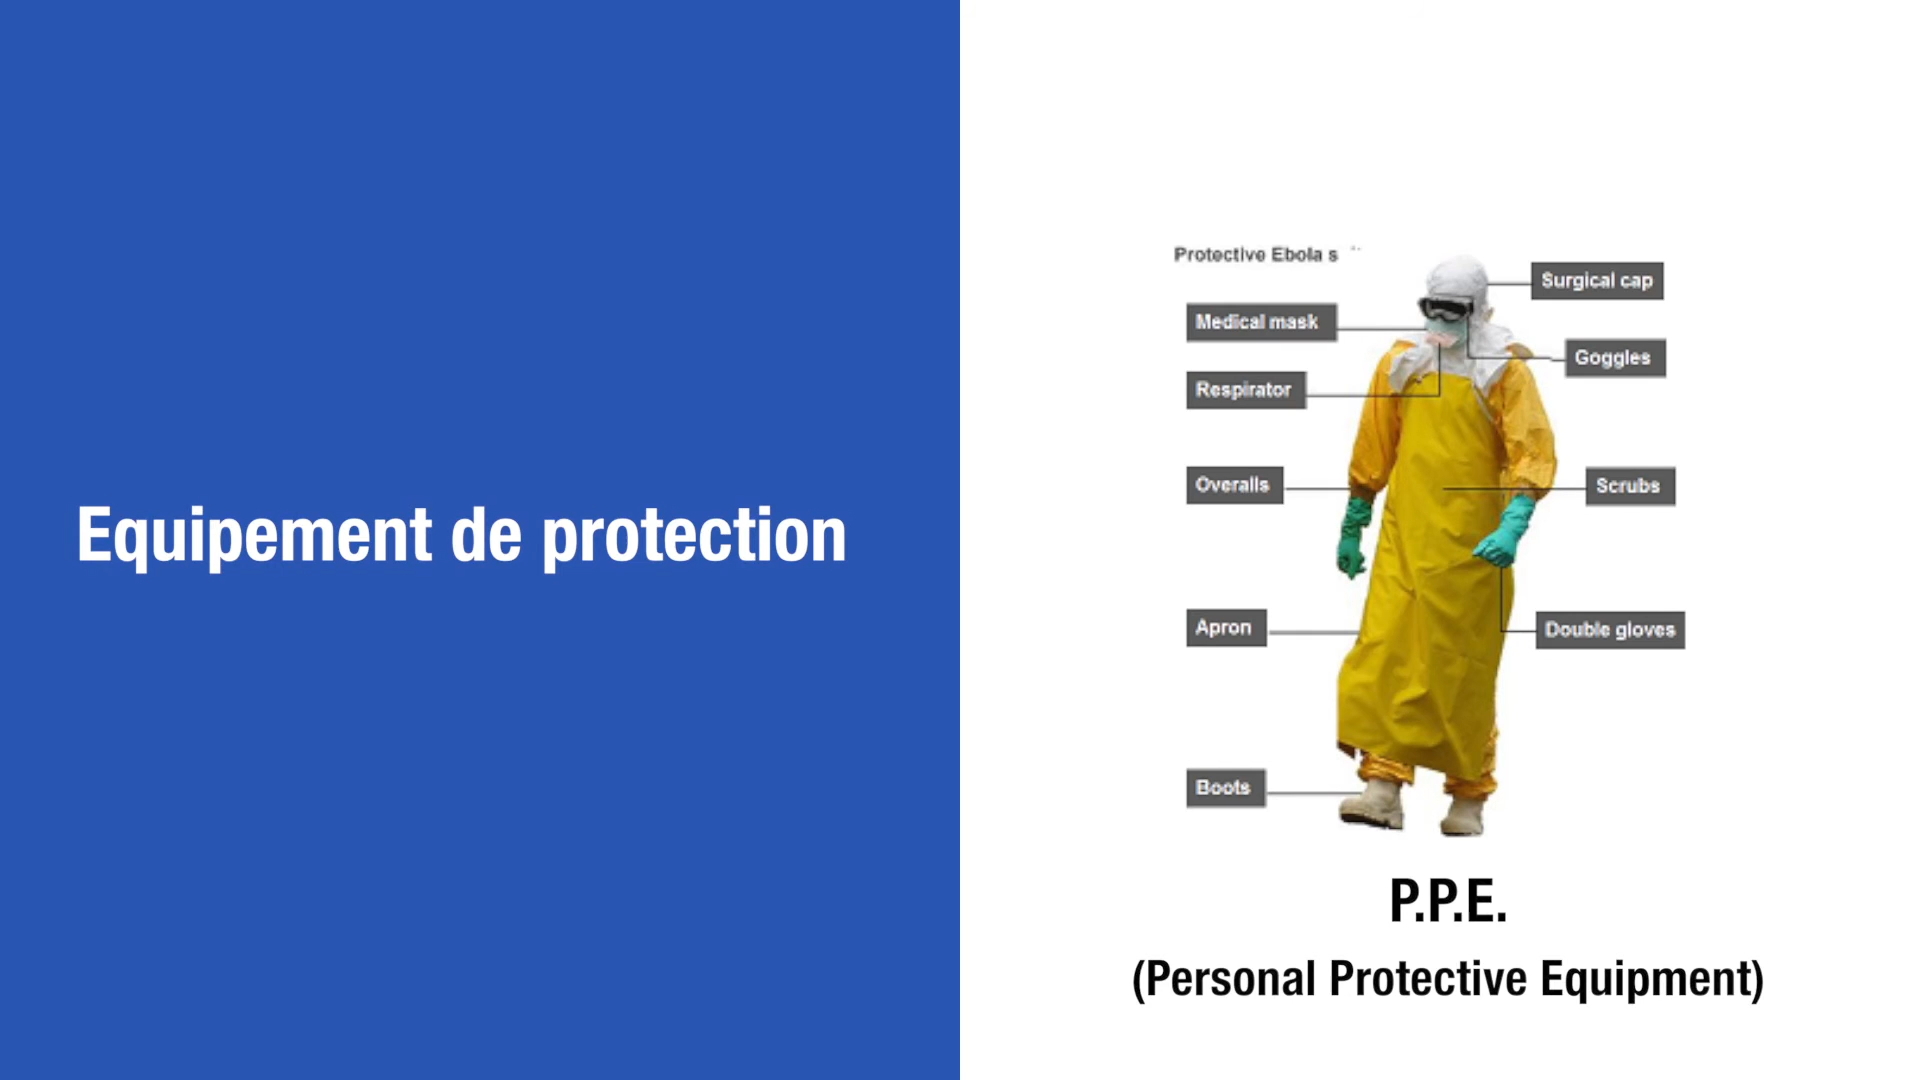 Equipement de protection
Protective Ebola s
Surgical cap
Medical mask
Goggles
Respirator
Overalls
Scrubs
Apron
Double gloves
Boots
P.P.E.
(Personal Protective Equipment)